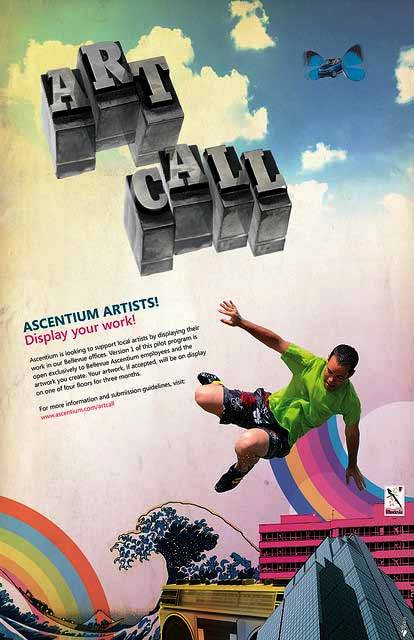 ART
CALL
ASCENTIUM ARTISTS!
Display your work!
Ascentium is looking to support local artists by displaying their
work in our Bellevue offices. Version 1 of this pilot program is
open exclusively to Bellevue Ascentium employees and the
artwork you create. Your artwork, if accepted, will be on display
on one of four floors for three months.
For more information and submission guidelines, visit:
www.ascentium.com/artcall